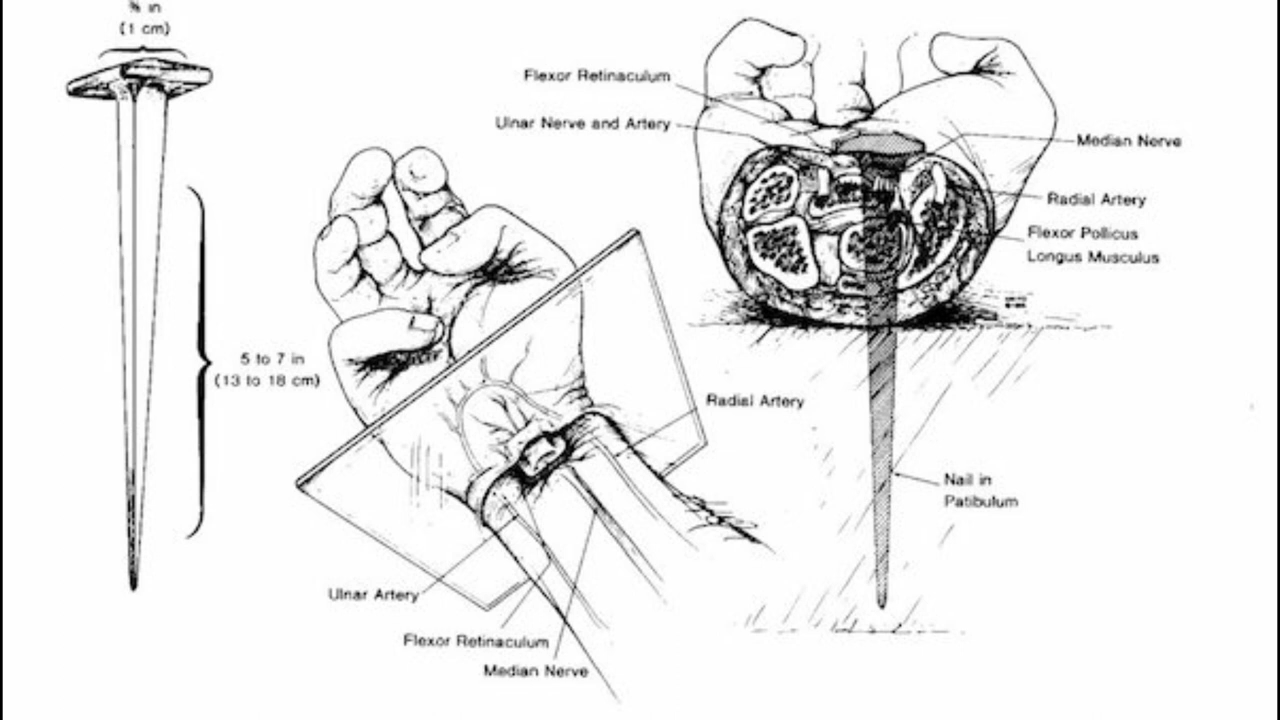 ⅜ in
(1 cm)
5 to 7 in
(13 to 18 cm)
Flexor Retinaculum
Ulnar Nerve and Artery
Median Nerve
Radial Artery
Flexor Pollicus
Longus Musculus
Nail in
Patibulum
Radial Artery
Ulnar Artery
Flexor Retinaculum
Median Nerve